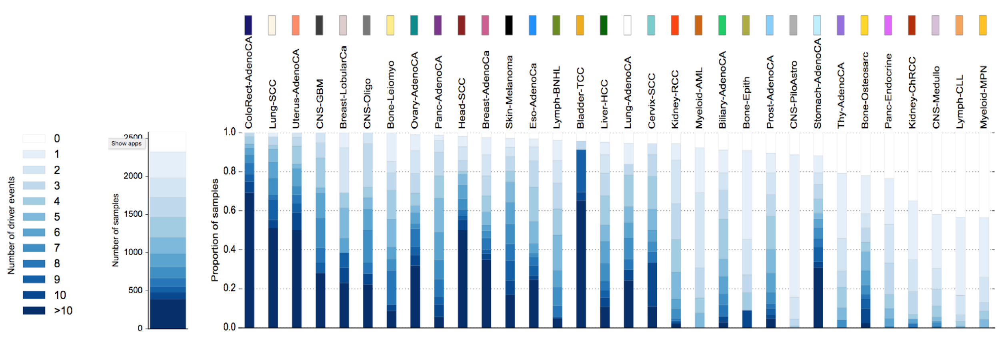 Number of driver events
0
1
2
3
4
5
6
7
8
9
10
>10
Number of samples
2500
Show apps
2000
1500
1000
500
0
ColoRect-AdenoCA
Lung-SCC
Uterus-AdenoCA
CNS-GBM
Breast-LobularCa
CNS-Oligo
Bone-Leiomyo
Ovary-AdenoCA
Panc-AdenoCA
Head-SCC
Breast-AdenoCa
Skin-Melanoma
Eso-AdenoCa
Lymph-BNHL
Bladder-TCC
Liver-HCC
Lung-AdenoCA
Cervix-SCC
Kidney-RCC
Myeloid-AML
Biliary-AdenoCA
Bone-Epith
Prost-AdenoCA
CNS-PiloAstro
Stomach-AdenoCA
Thy-AdenoCA
Bone-Osteosarc
Panc-Endocrine
Kidney-ChRCC
CNS-Medullo
Lymph-CLL
Myeloid-MPN
Proportion of samples
1.0
0.8
0.6
0.4
0.2
0.0